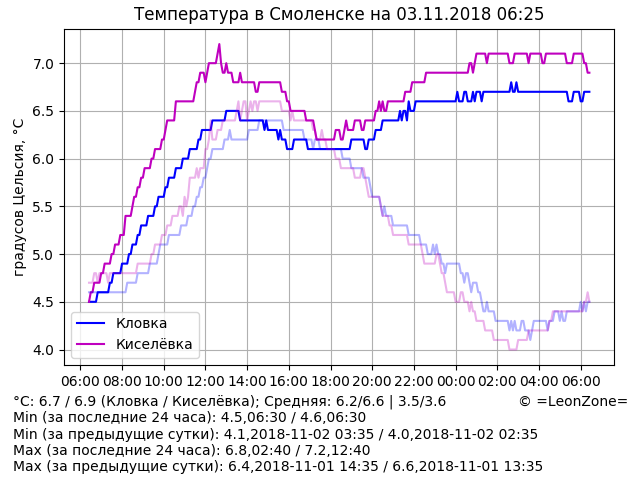 Температура в Смоленске на 03.11.2018 06:25
градусов Цельсия, °C
7.0
6.5
6.0
5.5
5.0
4.5
4.0
Кловка
Киселёвка
06:00 08:00 10:00 12:00 14:00 16:00 18:00 20:00 22:00 00:00 02:00 04:00 06:00
°C: 6.7 / 6.9 (Кловка / Киселёвка); Средняя: 6.2/6.6 | 3.5/3.6 © =LeonZone=
Min (за последние 24 часа): 4.5,06:30 / 4.6,06:30
Min (за предыдущие сутки): 4.1,2018-11-02 03:35 / 4.0,2018-11-02 02:35
Max (за последние 24 часа): 6.8,02:40 / 7.2,12:40
Max (за предыдущие сутки): 6.4,2018-11-01 14:35 / 6.6,2018-11-01 13:35